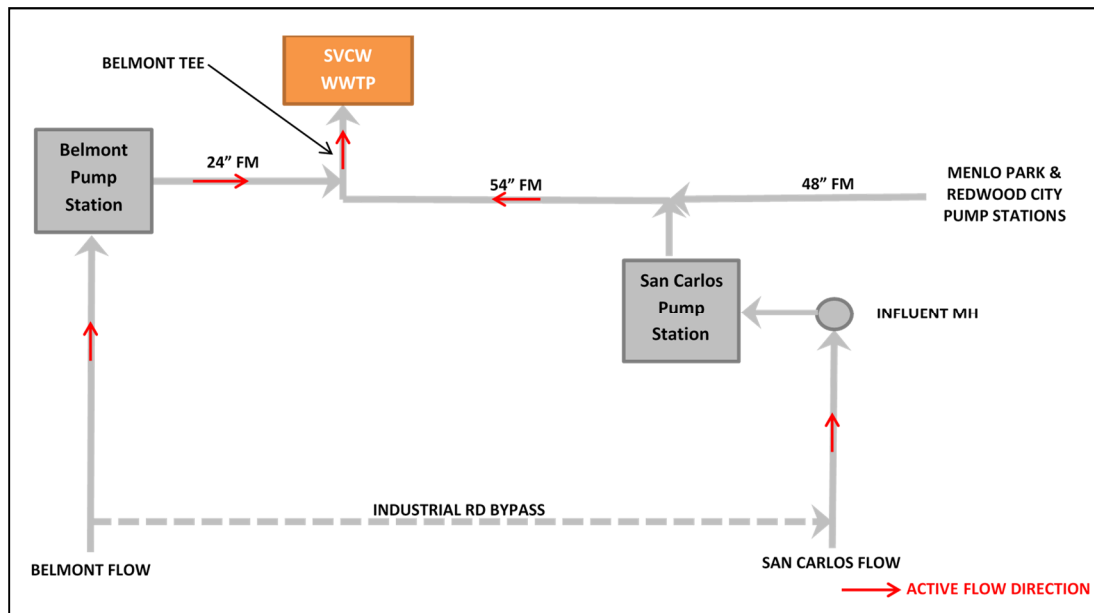 SVCW
WWTP
BELMONT TEE
Belmont
Pump
Station
24” FM
54” FM
48” FM
MENLO PARK &
REDWOOD CITY
PUMP STATIONS
San Carlos
Pump
Station
INFLUENT MH
INDUSTRIAL RD BYPASS
BELMONT FLOW
SAN CARLOS FLOW
ACTIVE FLOW DIRECTION